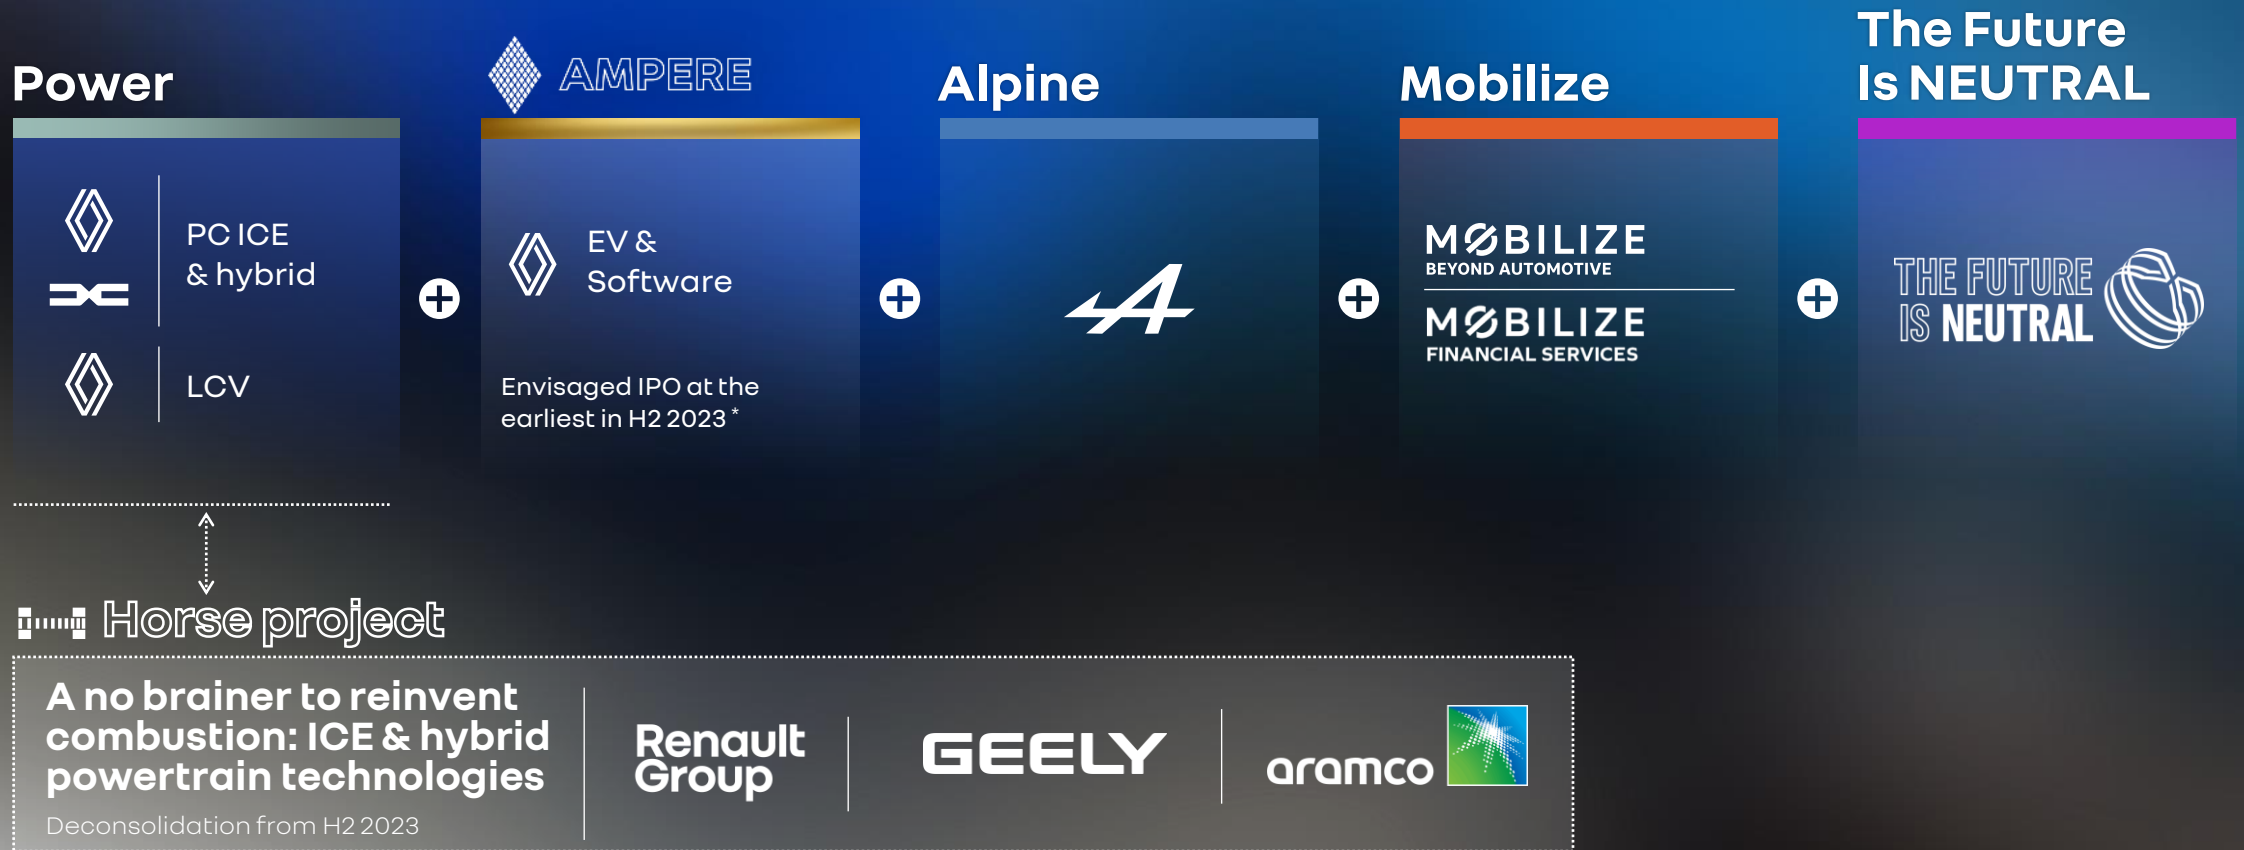 Power
PC ICE
& hybrid
LCV
AMPERE
EV &
Software
Envisaged IPO at the
earliest in H2 2023 *
Alpine
A
Mobilize
MOBILIZE
BEYOND AUTOMOTIVE
MOBILIZE
FINANCIAL SERVICES
The Future
Is NEUTRAL
THE FUTURE
IS NEUTRAL
Horse project
A no brainer to reinvent
combustion: ICE & hybrid
powertrain technologies
Deconsolidation from H2 2023
Renault
Group
GEELY
aramco